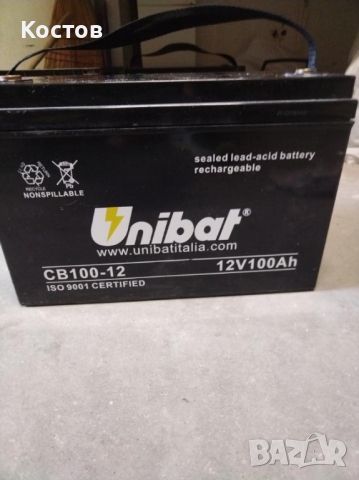 Костов
sealed lead-acid battery
rechargeable
RECYCLE
Pb
NONSPILLABLE
Unibat®
www.unibatitalia.com
CB100-12
12V100Ah
ISO 9001 CERTIFIED
BAZAR